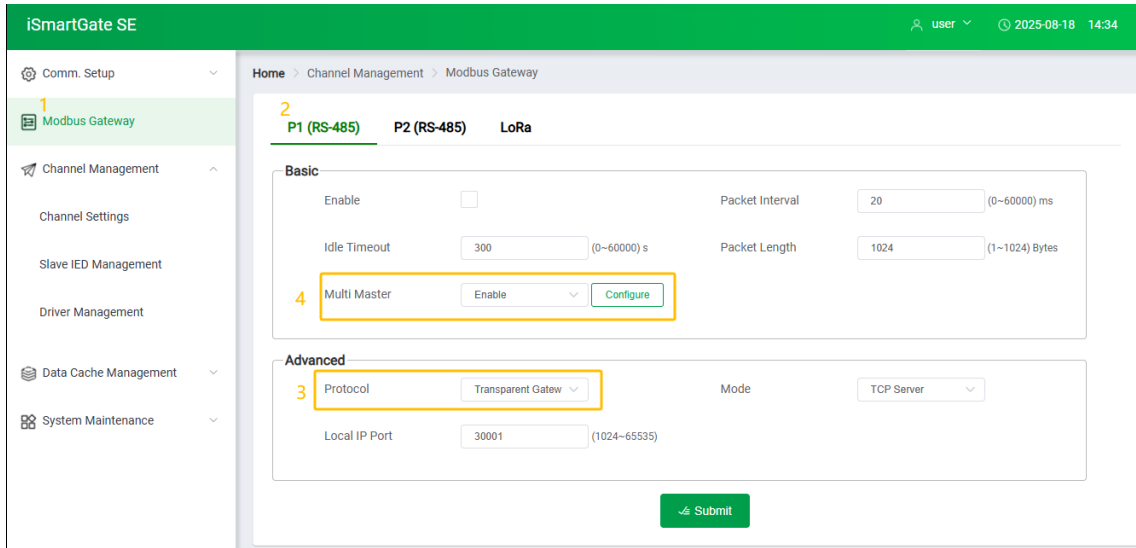 iSmartGate SE
user
2025-08-18 14:34
Comm. Setup
1
Modbus Gateway
Channel Management
Channel Settings
Slave IED Management
Driver Management
Data Cache Management
System Maintenance
Home > Channel Management > Modbus Gateway
2
P1 (RS-485) P2 (RS-485) LoRa
Basic
Enable
Packet Interval 20 (0~60000) ms
Idle Timeout 300 (0~60000) s
Packet Length 1024 (1~1024) Bytes
4 Multi Master Enable Configure
Advanced
3 Protocol Transparent Gatew
Mode TCP Server
Local IP Port 30001 (1024~65535)
Submit